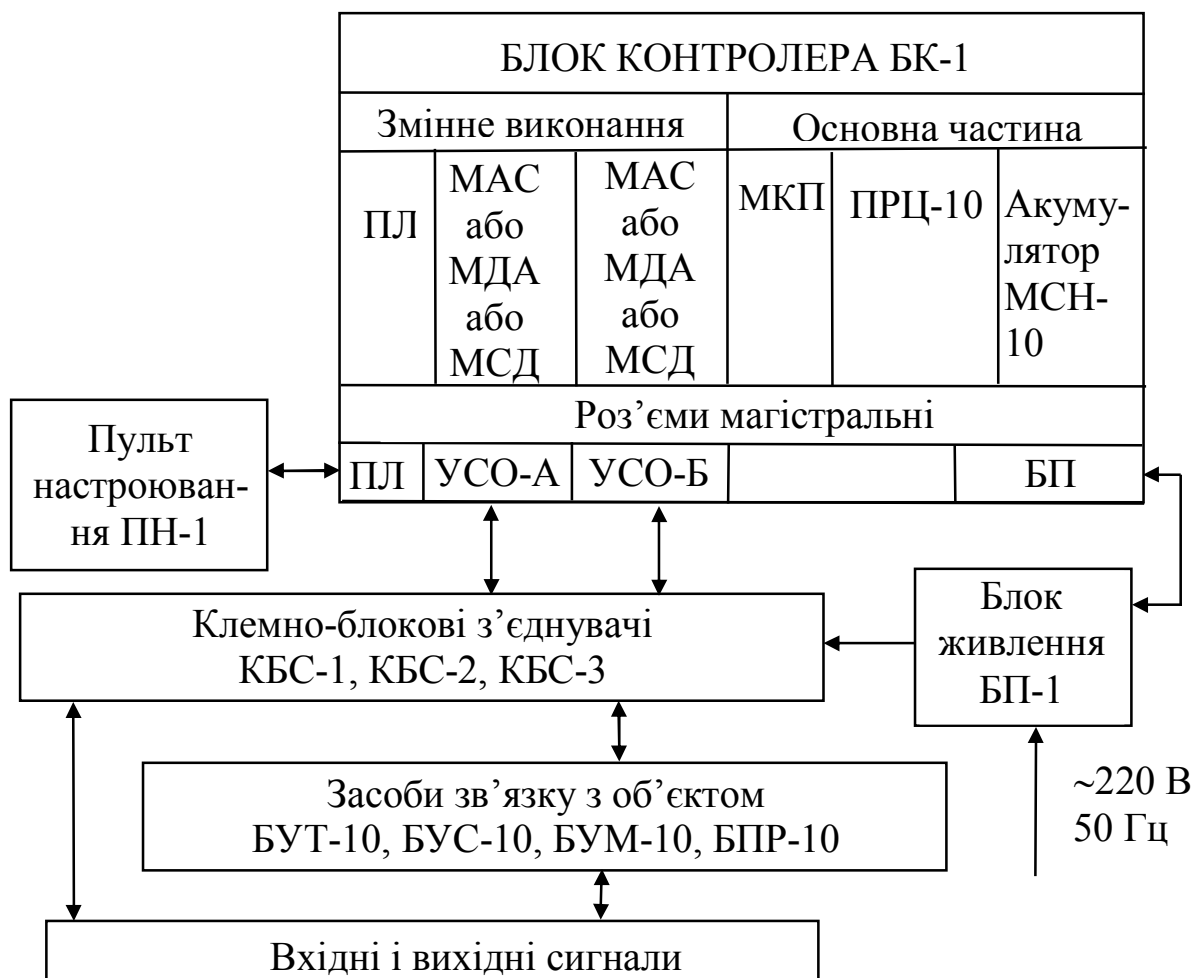 БЛОК КОНТРОЛЕРА БК-1
Змінне виконання
Основна частина
ПЛ
МАС
або
МДА
або
МСД
МАС
або
МДА
або
МСД
МКП
ПРЦ-10
Акуму-
лятор
МСН-
10
Роз’єми магістральні
ПЛ
УСО-А
УСО-Б
БП
Пульт
настроюван-
ня ПН-1
Клемно-блокові з’єднувачі
КБС-1, КБС-2, КБС-3
Блок
живлення
БП-1
Засоби зв’язку з об’єктом
БУТ-10, БУС-10, БУМ-10, БПР-10
~220 В
50 Гц
Вхідні і вихідні сигнали